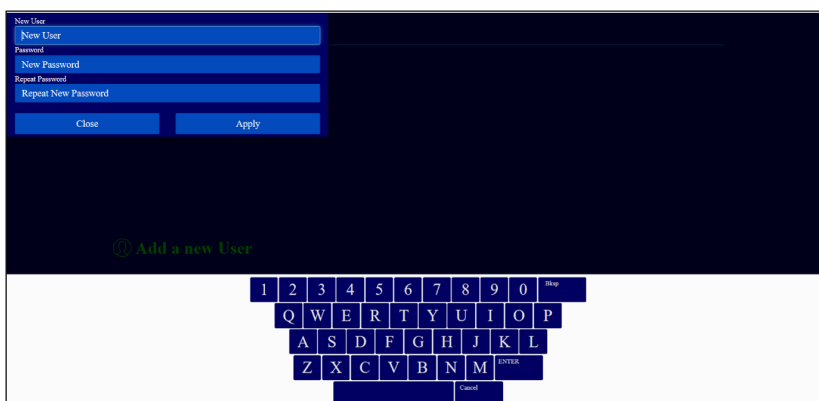 New User
New User
Password
New Password
Repeat Password
Repeat New Password
Close Apply
Add a new User
1 2 3 4 5 6 7 8 9 0 Bksp
Q W E R T Y U I O P
A S D F G H J K L
Z X C V B N M ENTER
Cancel